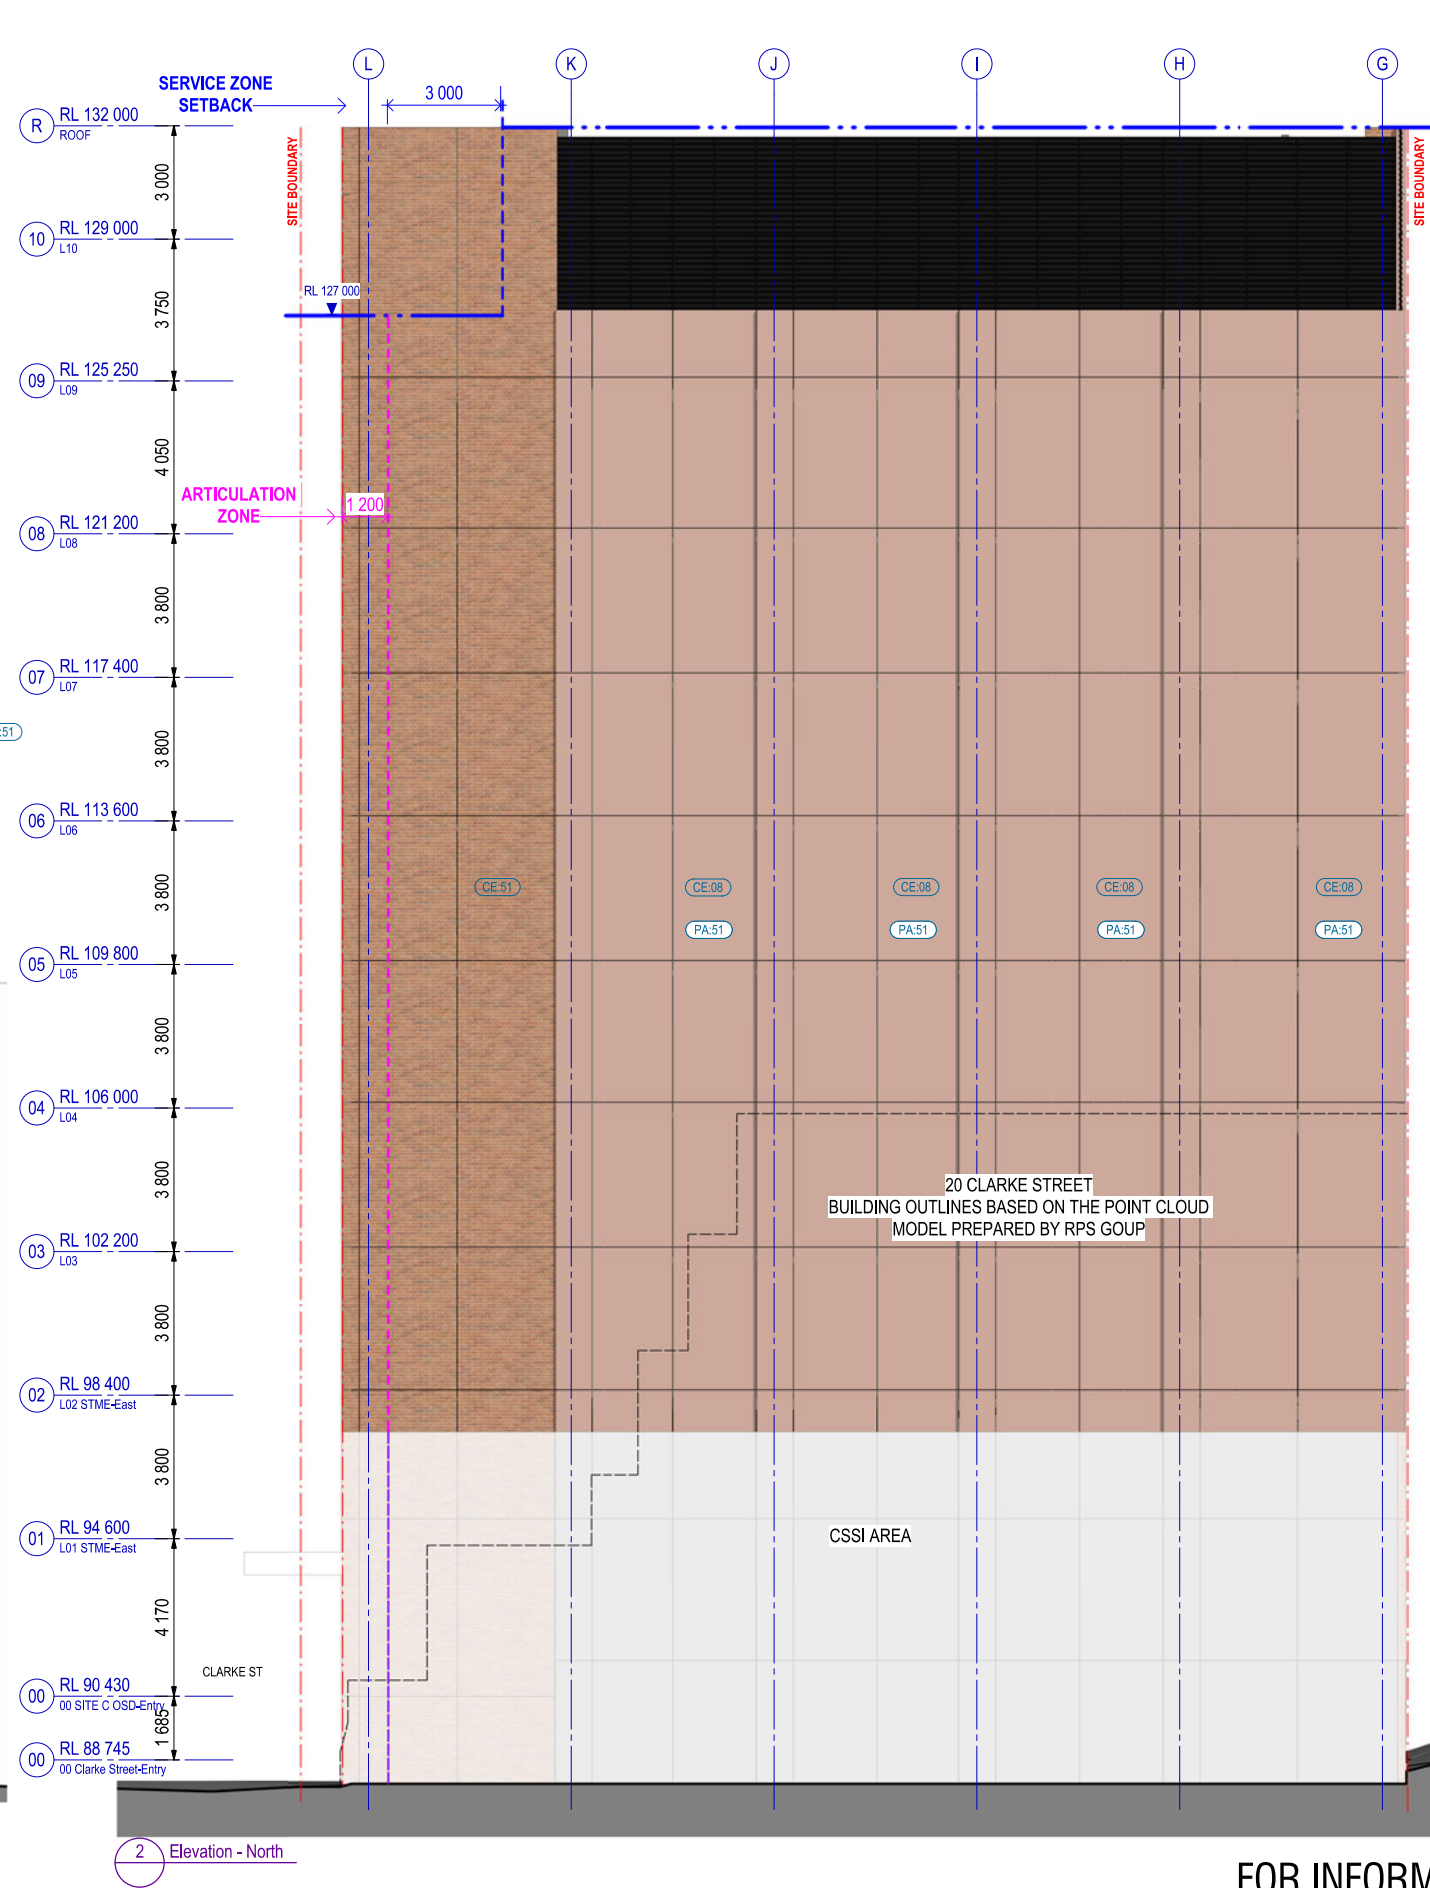 L
K
J
I
H
G
SERVICE ZONE
SETBACK
3 000
R
RL 132 000
ROOF
SITE BOUNDARY
SITE BOUNDARY
3 000
10
RL 129 000
L10
RL 127 000
3 750
09
RL 125 250
L09
4 050
ARTICULATION
ZONE
1 200
08
RL 121 200
L08
3 800
07
RL 117 400
L07
:51
3 800
06
RL 113 600
L06
3 800
CE:51
CE:08
CE:08
CE:08
CE:08
PA:51
PA:51
PA:51
PA:51
05
RL 109 800
L05
3 800
04
RL 106 000
L04
3 800
20 CLARKE STREET
BUILDING OUTLINES BASED ON THE POINT CLOUD
MODEL PREPARED BY RPS GOUP
03
RL 102 200
L03
3 800
02
RL 98 400
L02 STME-East
3 800
01
RL 94 600
L01 STME-East
CSSI AREA
4 170
CLARKE ST
00
RL 90 430
00 SITE C OSD-Entry
1 685
00
RL 88 745
00 Clarke Street-Entry
2
Elevation - North
FOR INFORM